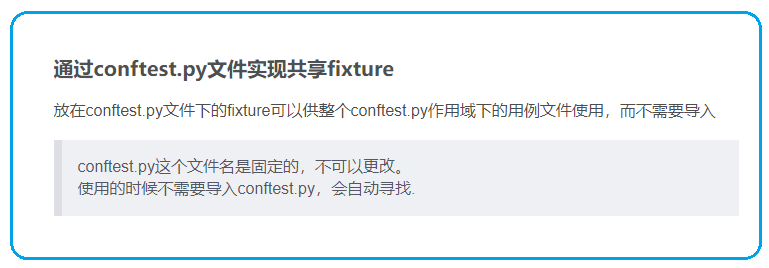 通过conftest.py文件实现共享fixture
放在conftest.py文件下的fixture可以供整个conftest.py作用域下的用例文件使用，而不需要导入
conftest.py这个文件名是固定的，不可以更改。
使用的时候不需要导入conftest.py，会自动寻找.